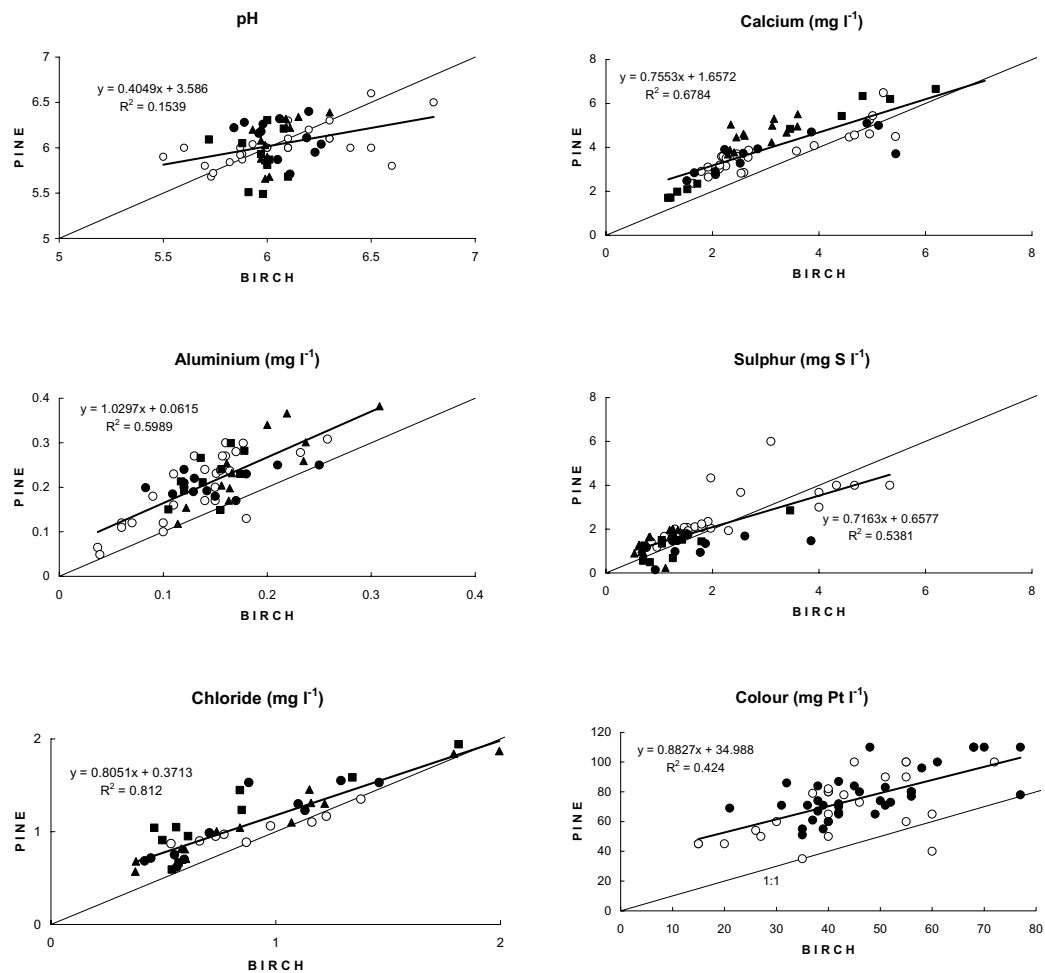 pH
7
6.5
6
5.5
5
5 5.5 6 6.5 7
y = 0.4049x + 3.586
R² = 0.1539
PINE
BIRCH
Calcium (mg l⁻¹)
8
6
4
2
0
0 2 4 6 8
y = 0.7553x + 1.6572
R² = 0.6784
PINE
BIRCH
Aluminium (mg l⁻¹)
0.4
0.3
0.2
0.1
0
0 0.1 0.2 0.3 0.4
y = 1.0297x + 0.0615
R² = 0.5989
PINE
BIRCH
Sulphur (mg S l⁻¹)
8
6
4
2
0
0 2 4 6 8
y = 0.7163x + 0.6577
R² = 0.5381
PINE
BIRCH
Chloride (mg l⁻¹)
2
1
0
0 1 2
y = 0.8051x + 0.3713
R² = 0.812
PINE
BIRCH
Colour (mg Pt l⁻¹)
120
100
80
60
40
20
0
0 10 20 30 40 50 60 70 80
y = 0.8827x + 34.988
R² = 0.424
1:1
PINE
BIRCH